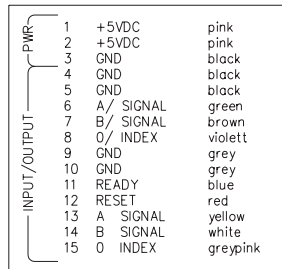 PWR
1 +5VDC pink
2 +5VDC pink
3 GND black
4 GND black
5 GND black
INPUT/OUTPUT
6 A/ SIGNAL green
7 B/ SIGNAL brown
8 0/ INDEX violett
9 GND grey
10 GND grey
11 READY blue
12 RESET red
13 A SIGNAL yellow
14 B SIGNAL white
15 0 INDEX greypink